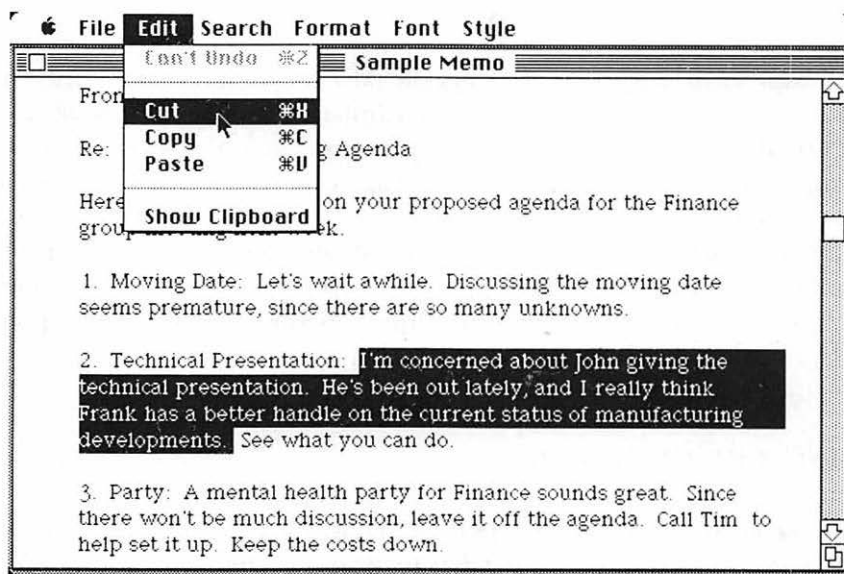 File Edit Search Format Font Style
Sample Memo
Can't Undo ⌘Z
Cut ⌘X
Copy ⌘C
Paste ⌘V
Show Clipboard
From
Re: g Agenda
Here on your proposed agenda for the Finance
group
1. Moving Date: Let's wait awhile. Discussing the moving date
seems premature, since there are so many unknowns.
2. Technical Presentation: I'm concerned about John giving the
technical presentation. He's been out lately, and I really think
Frank has a better handle on the current status of manufacturing
developments. See what you can do.
3. Party: A mental health party for Finance sounds great. Since
there won't be much discussion, leave it off the agenda. Call Tim to
help set it up. Keep the costs down.